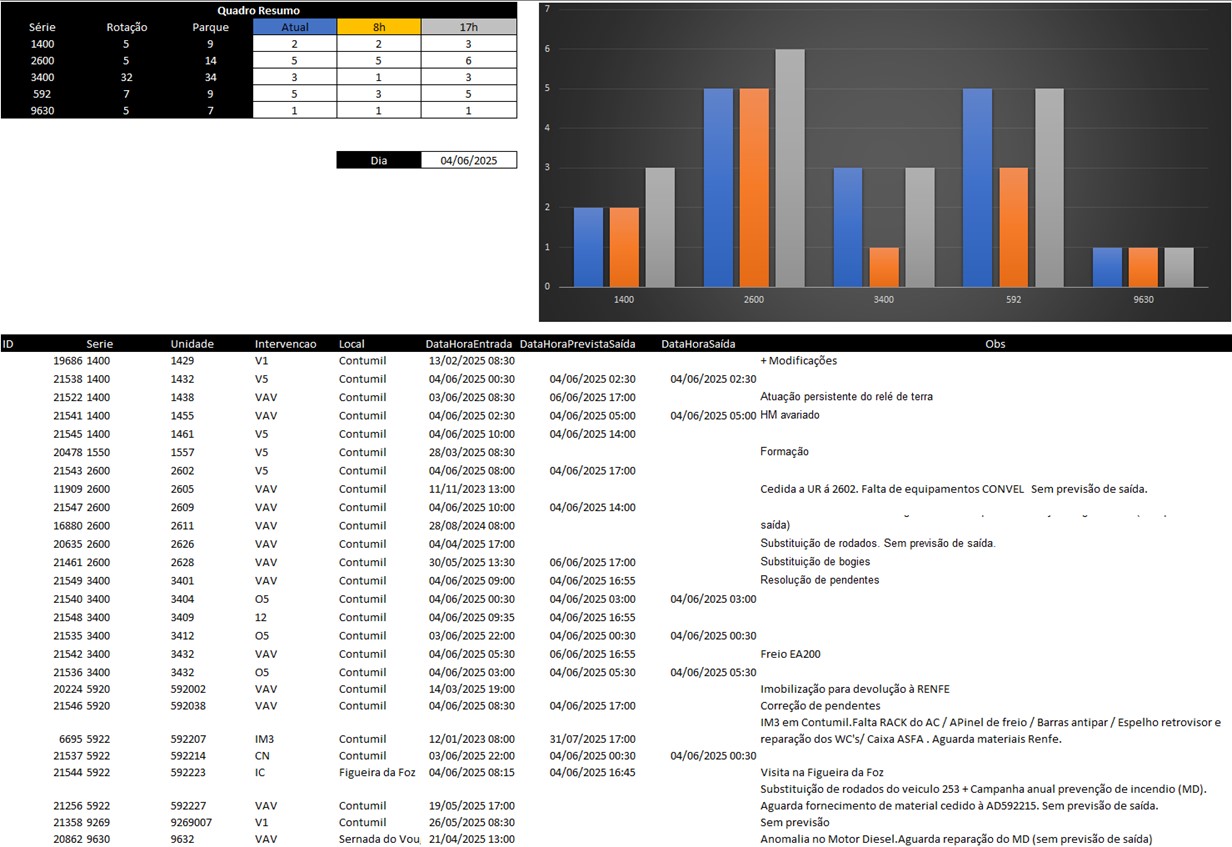 Quadro Resumo
Série Rotação Parque Atual 8h 17h
1400 5 9 2 2 3
2600 5 14 5 5 6
3400 32 34 3 1 3
592 7 9 5 3 5
9630 5 7 1 1 1
Dia 04/06/2025
7
6
5
4
3
2
1
0
1400 2600 3400 592 9630
ID Serie Unidade Intervencao Local DataHoraEntrada DataHoraPrevistaSaída DataHoraSaída Obs
19686 1400 1429 V1 Contumil 13/02/2025 08:30 + Modificações
21538 1400 1432 V5 Contumil 04/06/2025 00:30 04/06/2025 02:30 04/06/2025 02:30
21522 1400 1438 VAV Contumil 03/06/2025 08:30 06/06/2025 17:00 Atuação persistente do relé de terra
21541 1400 1455 VAV Contumil 04/06/2025 02:30 04/06/2025 05:00 04/06/2025 05:00 HM avariado
21545 1400 1461 V5 Contumil 04/06/2025 10:00 04/06/2025 14:00
20478 1550 1557 V5 Contumil 28/03/2025 08:30 Formação
21543 2600 2602 V5 Contumil 04/06/2025 08:00 04/06/2025 17:00
11909 2600 2605 VAV Contumil 11/11/2023 13:00 Cedida a UR á 2602. Falta de equipamentos CONVEL Sem previsão de saída.
21547 2600 2609 VAV Contumil 04/06/2025 10:00 04/06/2025 14:00
16880 2600 2611 VAV Contumil 28/08/2024 08:00 saída)
20635 2600 2626 VAV Contumil 04/04/2025 17:00 Substituição de rodados. Sem previsão de saída.
21461 2600 2628 VAV Contumil 30/05/2025 13:30 06/06/2025 17:00 Substituição de bogies
21549 3400 3401 VAV Contumil 04/06/2025 09:00 04/06/2025 16:55 Resolução de pendentes
21540 3400 3404 O5 Contumil 04/06/2025 00:30 04/06/2025 03:00 04/06/2025 03:00
21548 3400 3409 12 Contumil 04/06/2025 09:35 04/06/2025 16:55
21535 3400 3412 O5 Contumil 03/06/2025 22:00 04/06/2025 00:30 04/06/2025 00:30
21542 3400 3432 VAV Contumil 04/06/2025 05:30 06/06/2025 16:55 Freio EA200
21536 3400 3432 O5 Contumil 04/06/2025 03:00 04/06/2025 05:30 04/06/2025 05:30
20224 5920 592002 VAV Contumil 14/03/2025 19:00 Imobilização para devolução à RENFE
21546 5920 592038 VAV Contumil 04/06/2025 08:30 04/06/2025 17:00 Correção de pendentes
IM3 em Contumil.Falta RACK do AC / APinel de freio / Barras antipar / Espelho retrovisor e
6695 5922 592207 IM3 Contumil 12/01/2023 08:00 31/07/2025 17:00 reparação dos WC's/ Caixa ASFA . Aguarda materiais Renfe.
21537 5922 592214 CN Contumil 03/06/2025 22:00 04/06/2025 00:30 04/06/2025 00:30
21544 5922 592223 IC Figueira da Foz 04/06/2025 08:15 04/06/2025 16:45 Visita na Figueira da Foz
Substituição de rodados do veiculo 253 + Campanha anual prevenção de incendio (MD).
21256 5922 592227 VAV Contumil 19/05/2025 17:00 Aguarda fornecimento de material cedido à AD592215. Sem previsão de saída.
21358 9269 9269007 V1 Contumil 26/05/2025 08:30 Sem previsão
20862 9630 9632 VAV Sernada do Vou 21/04/2025 13:00 Anomalia no Motor Diesel.Aguarda reparação do MD (sem previsão de saída)